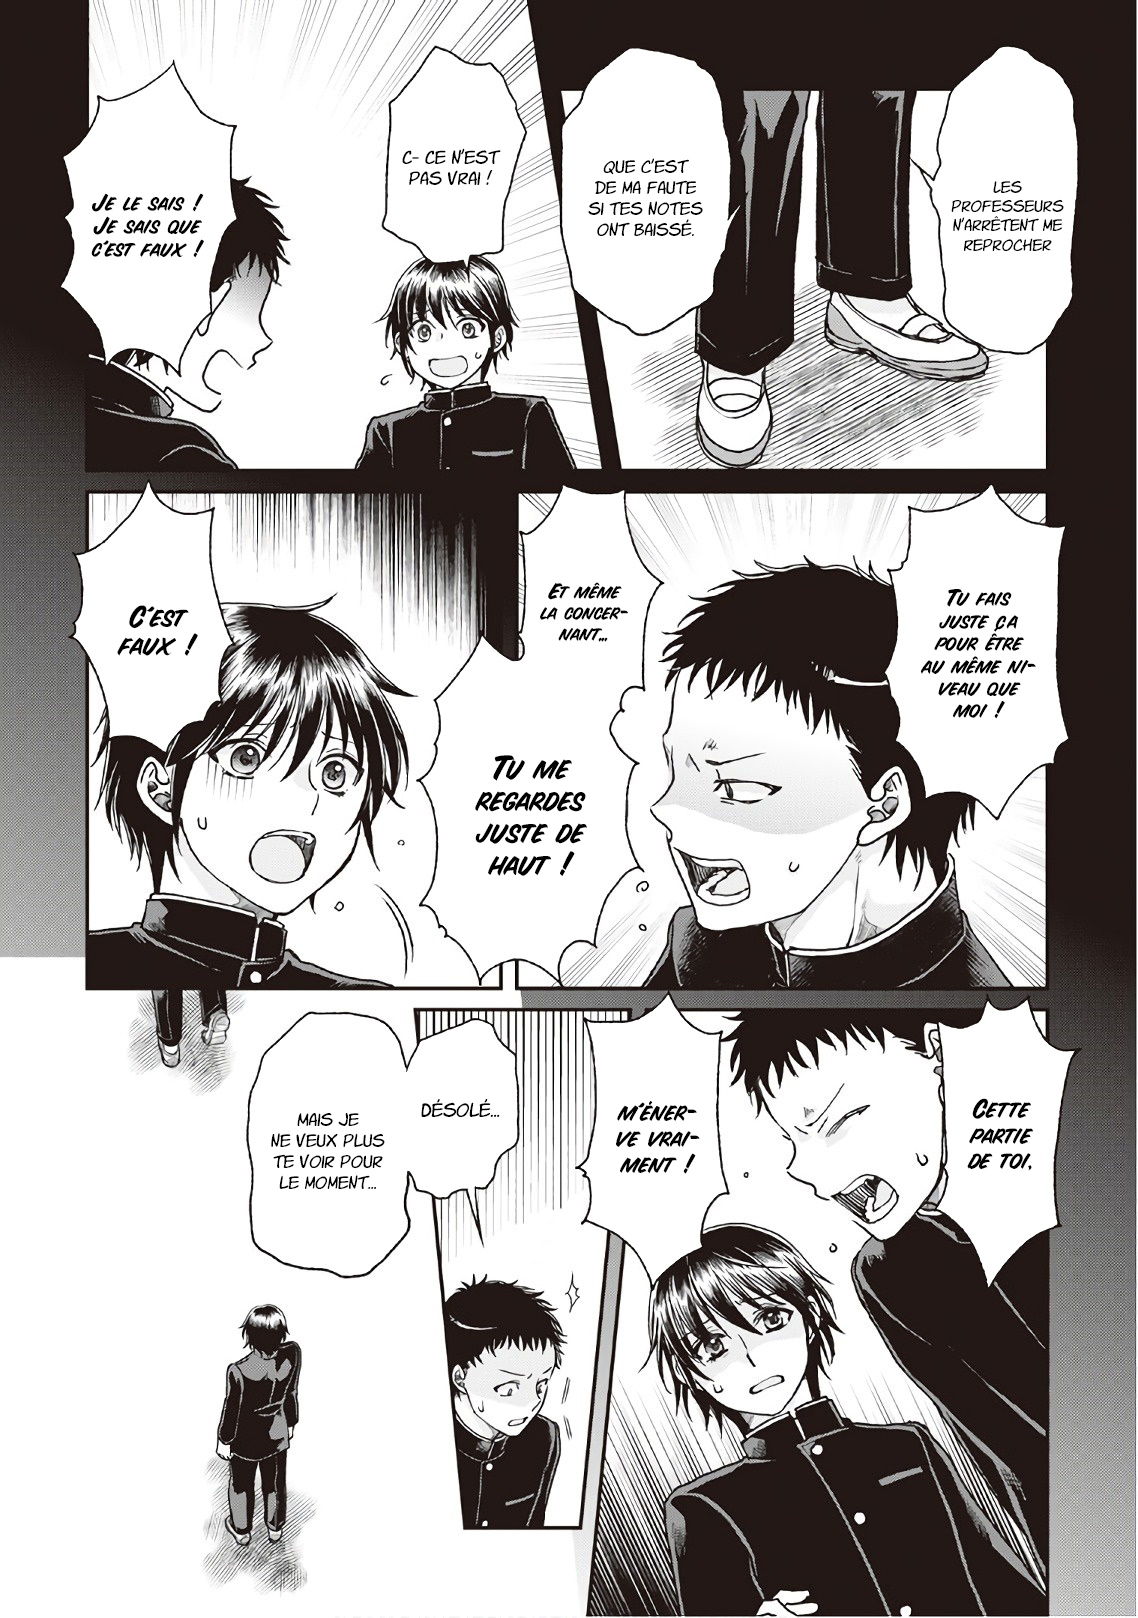 LES
PROFESSEURS
N'ARRÊTENT ME
REPROCHER
QUE C'EST
DE MA FAUTE
SI TES NOTES
ONT BAISSÉ.
C- CE N'EST
PAS VRAI !
JE LE SAIS !
JE SAIS QUE
C'EST FAUX !
TU FAIS
JUSTE ÇA
POUR ÊTRE
AU MÊME NI-
VEAU QUE
MOI !
ET MÊME
LA CONCER-
NANT...
TU ME
REGARDES
JUSTE DE
HAUT !
C'EST
FAUX !
CETTE
PARTIE
DE TOI,
M'ÉNER-
VE VRAI-
MENT !
DÉSOLÉ...
MAIS JE
NE VEUX PLUS
TE VOIR POUR
LE MOMENT...